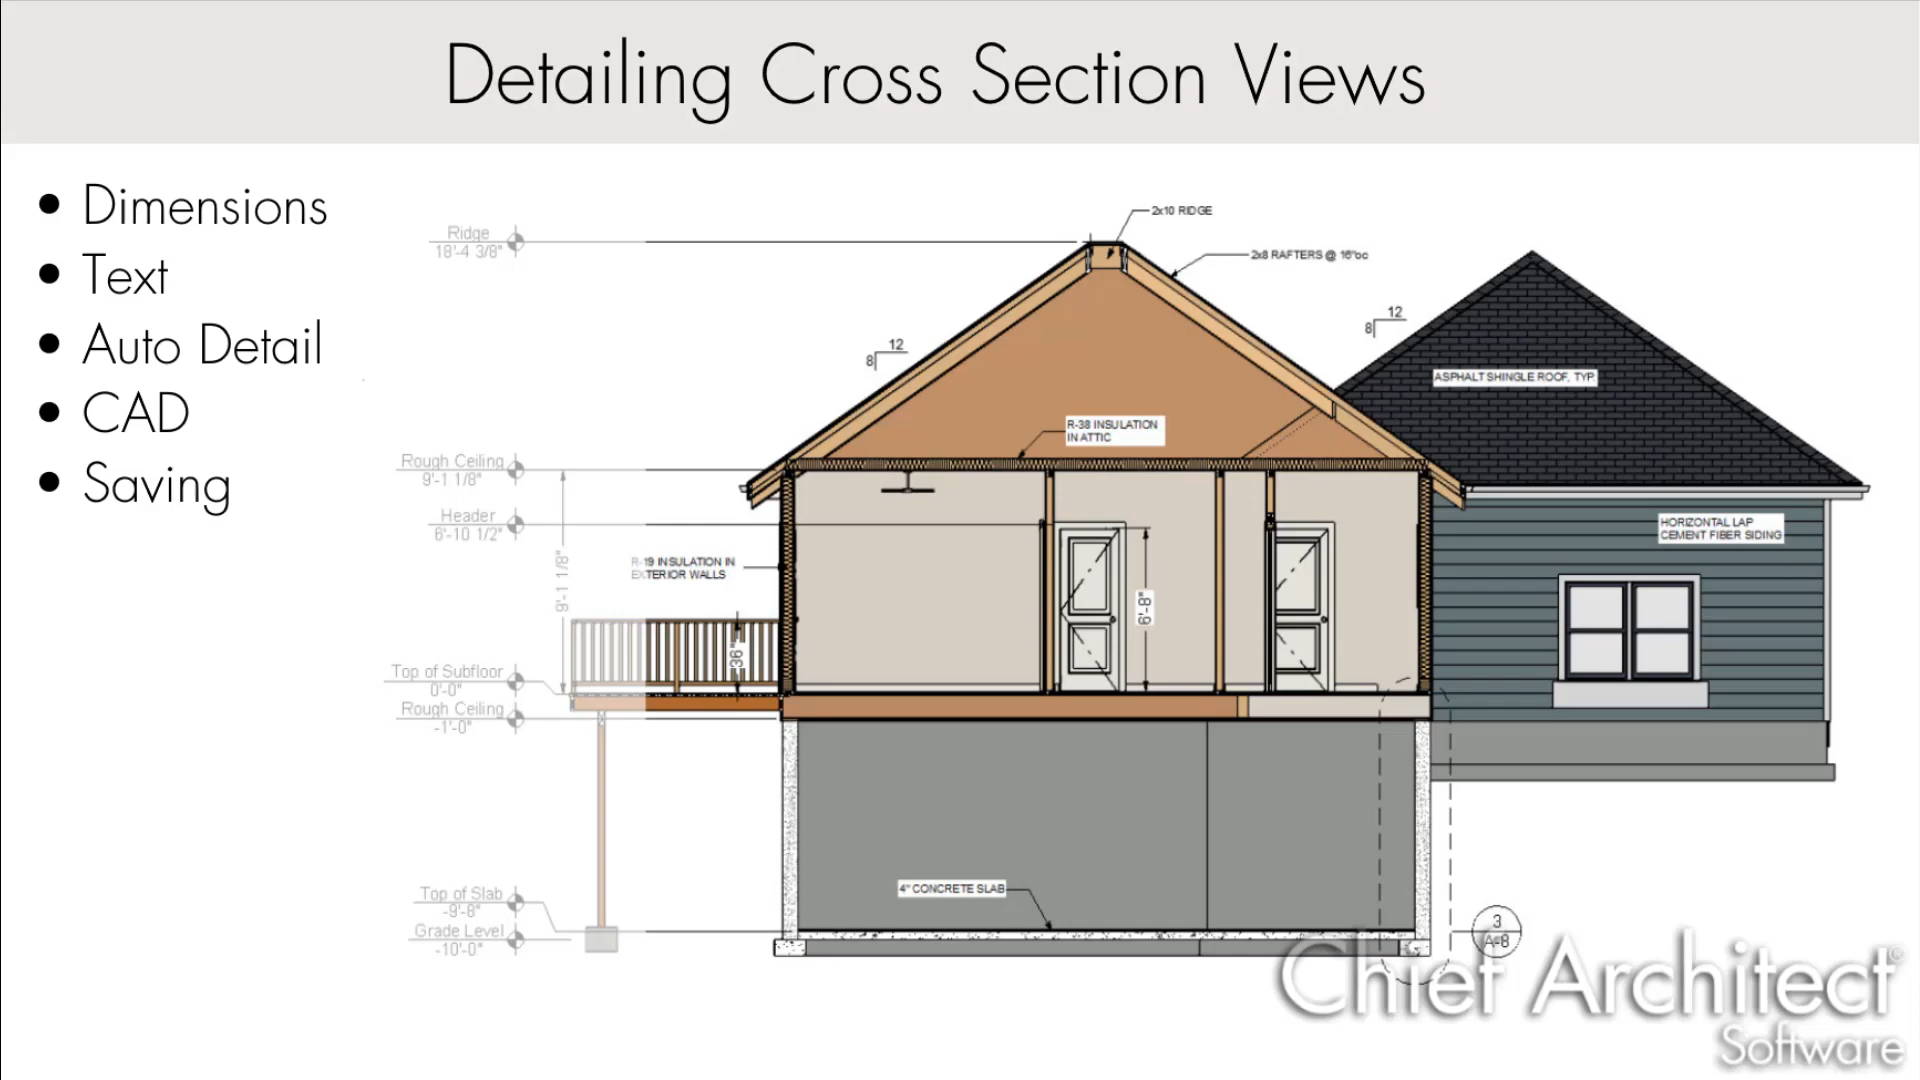 Detailing Cross Section Views
• Dimensions
• Text
• Auto Detail
• CAD
• Saving
2x10 RIDGE
Ridge
18'-4 3/8"
2x8 RAFTERS @ 16"oc
12
8
12
8
ASPHALT SHINGLE ROOF, TYP.
R-38 INSULATION
IN ATTIC
Rough Ceiling
9'-1 1/8"
Header
6'-10 1/2"
HORIZONTAL LAP
CEMENT FIBER SIDING
R-19 INSULATION IN
EXTERIOR WALLS
9'-1 1/8"
6'-8"
36"
Top of Subfloor
0'-0"
Rough Ceiling
-1'-0"
4" CONCRETE SLAB
Top of Slab
-9'-8"
Grade Level
-10'-0"
3
A-8
Chief Architect®
Software